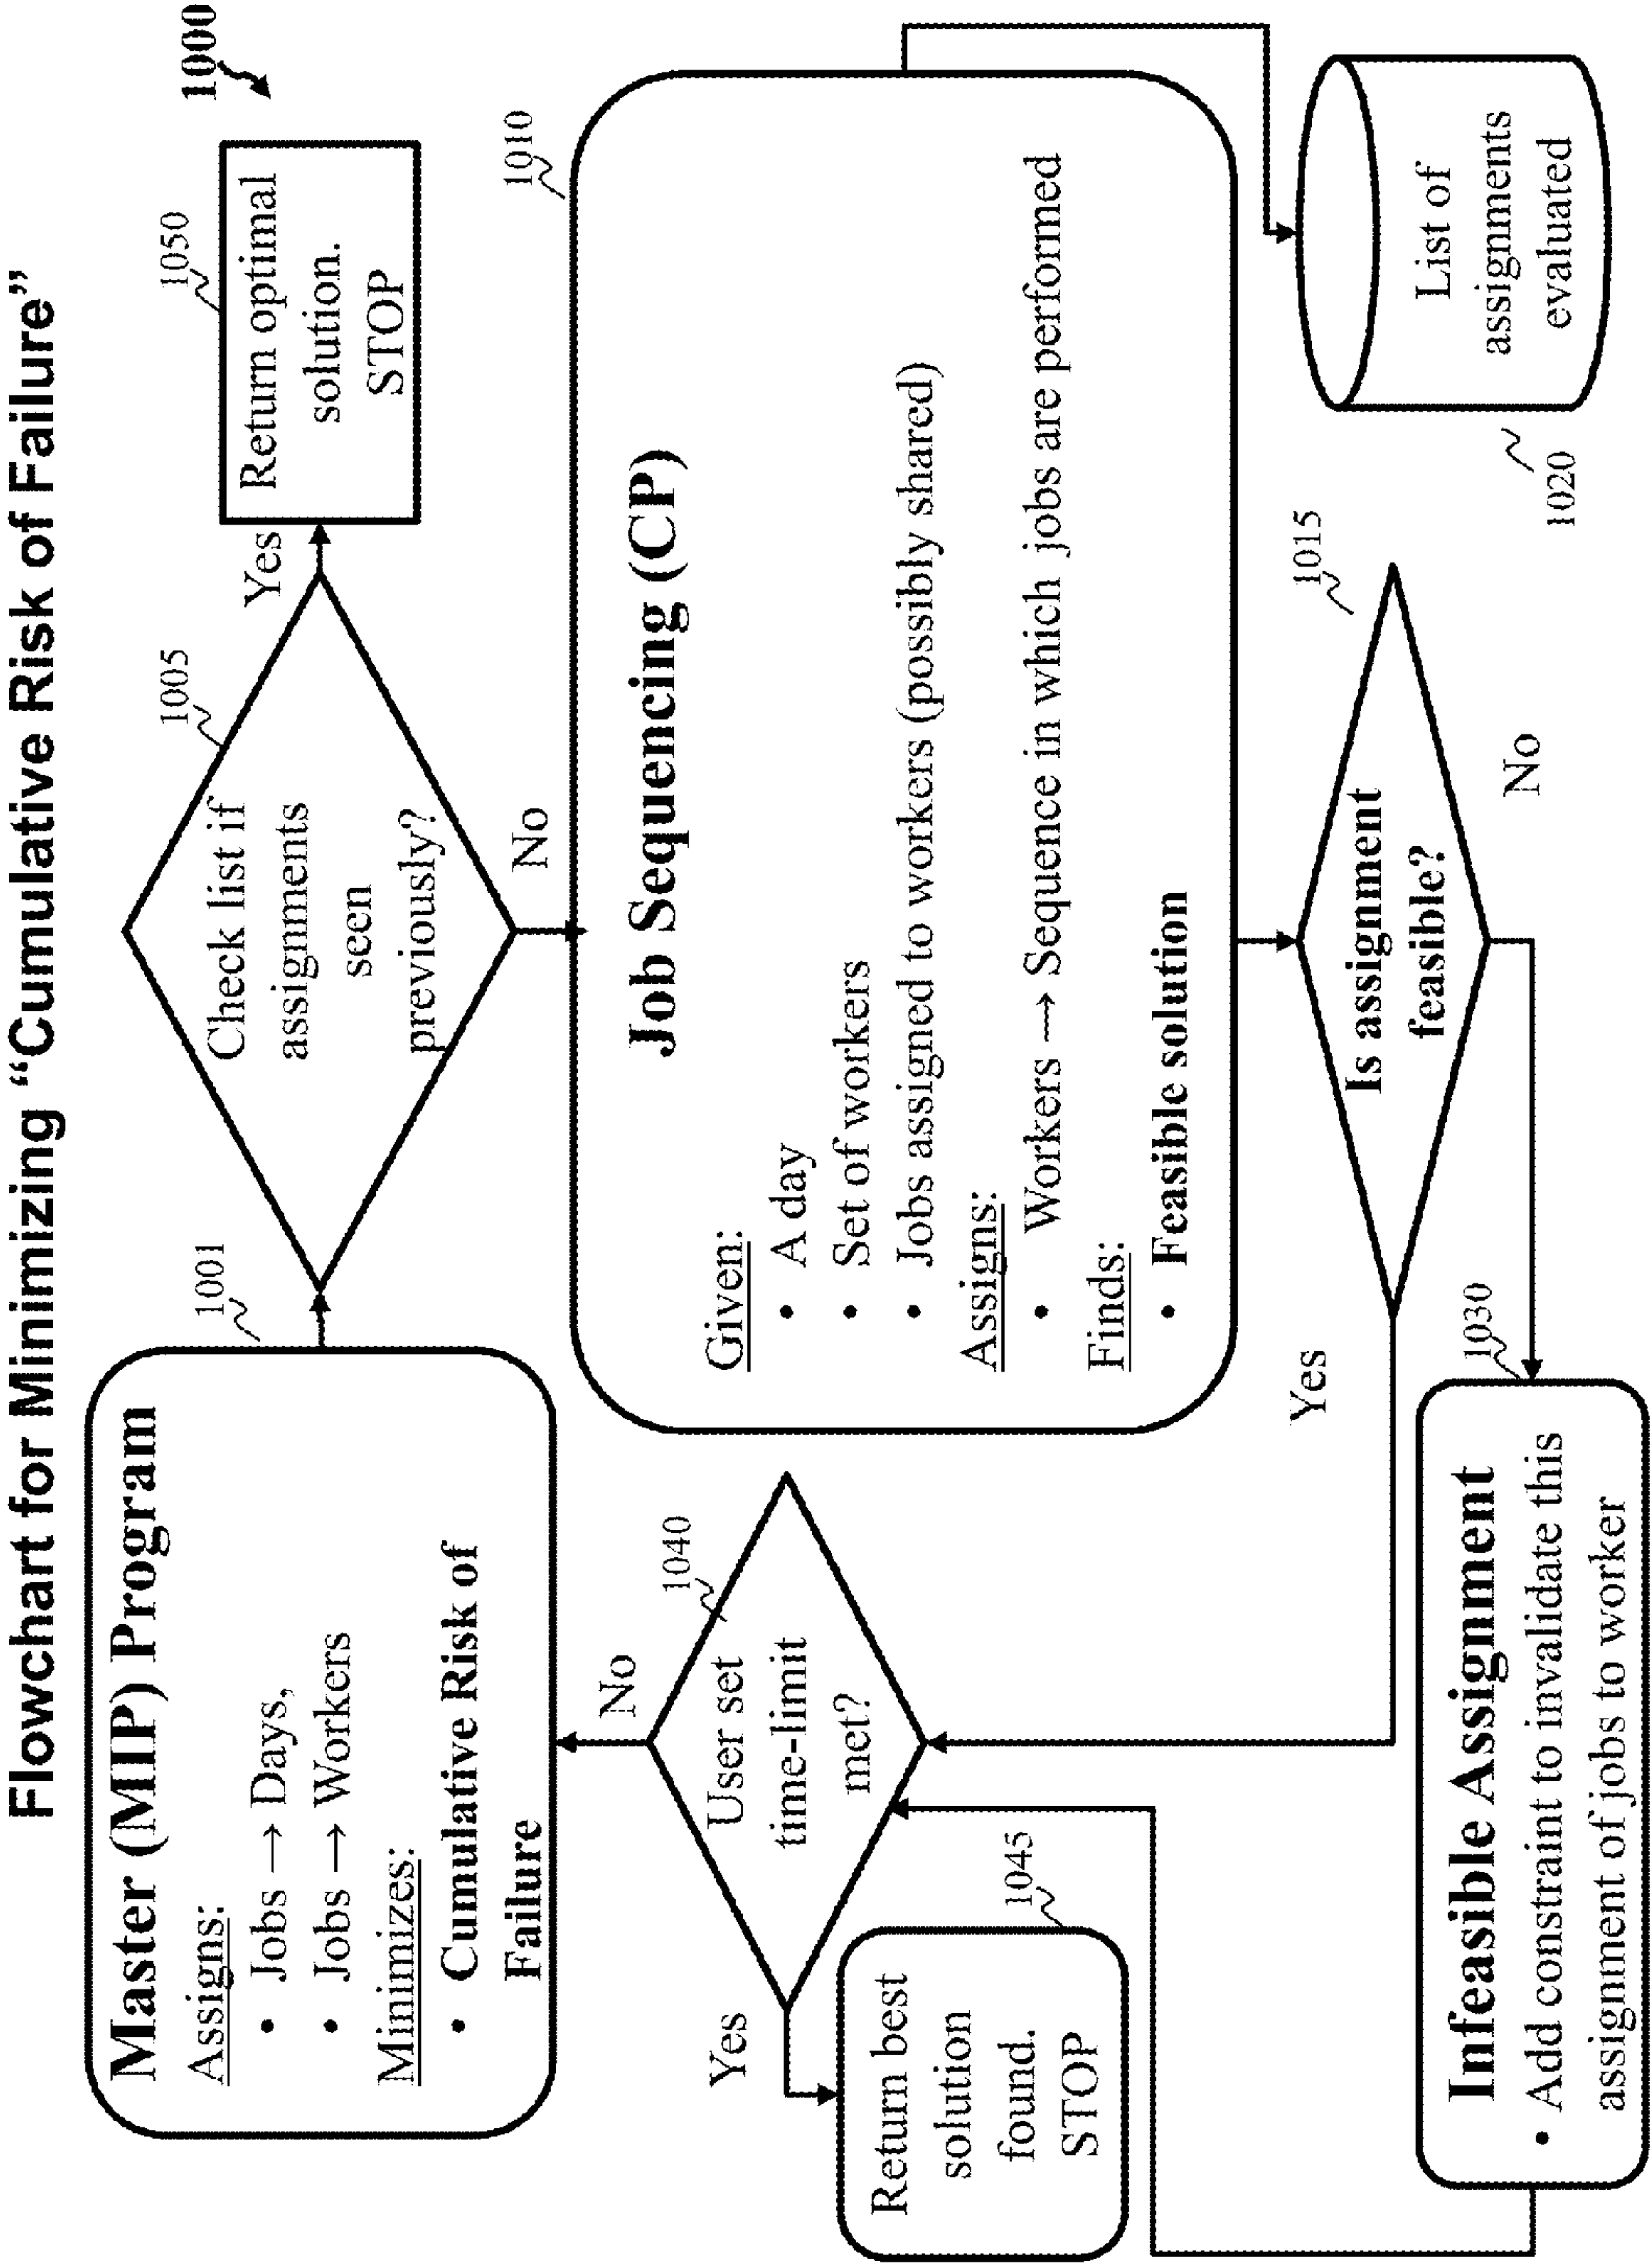 Flowchart for Minimizing “Cumulative Risk of Failure”
1000
Master (MIP) Program
Assigns:
• Jobs → Days,
• Jobs → Workers
Minimizes:
• Cumulative Risk of
Failure
1001
Check list if
assignments
seen
previously?
1005
Yes
No
Return optimal
solution.
STOP
1050
User set
time-limit
met?
1040
No
Yes
Return best
solution
found.
STOP
1045
Job Sequencing (CP)
1010
Given:
• A day
• Set of workers
• Jobs assigned to workers (possibly shared)
Assigns:
• Workers → Sequence in which jobs are performed
Finds:
• Feasible solution
Is assignment
feasible?
1015
Yes
No
List of
assignments
evaluated
1020
Infeasible Assignment
• Add constraint to invalidate this
assignment of jobs to worker
1030